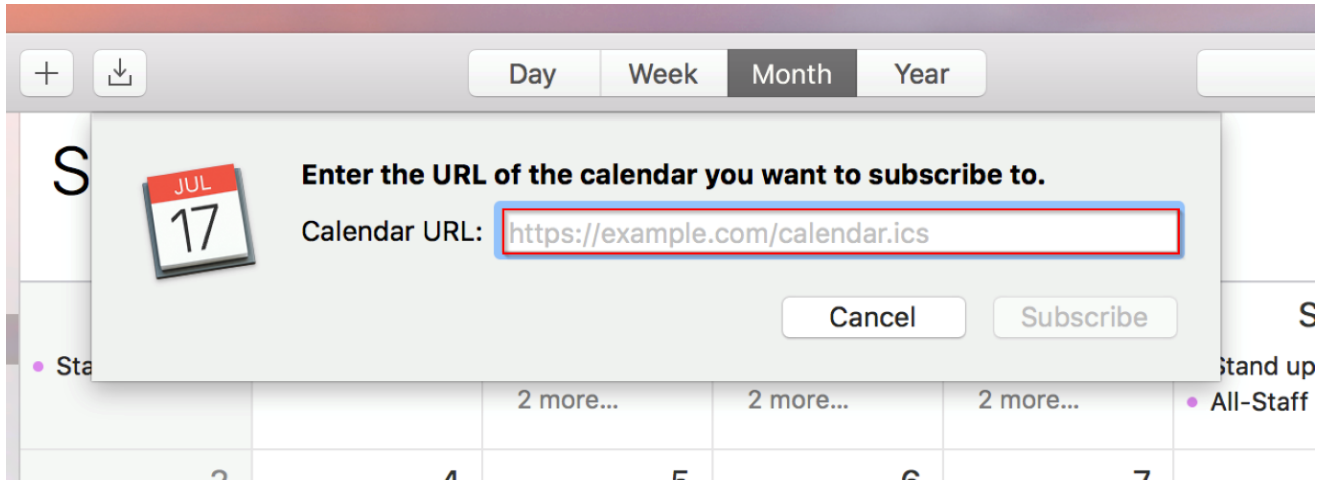 Day Week Month Year
S
JUL
17
Enter the URL of the calendar you want to subscribe to.
Calendar URL: https://example.com/calendar.ics
Cancel Subscribe
S
Sta
Stand up
2 more... 2 more... 2 more...
All-Staff
3 4 5 6 7